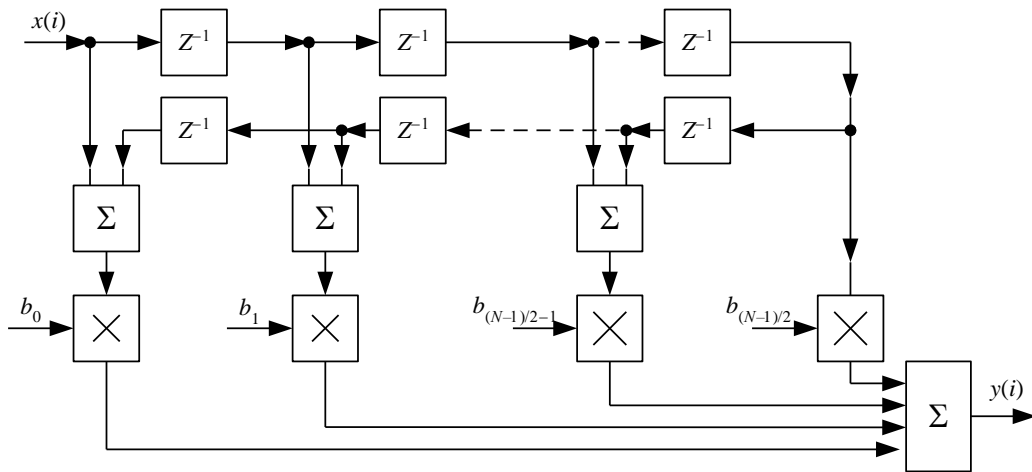 x(i)
Z⁻¹ Z⁻¹ Z⁻¹
Z⁻¹ Z⁻¹ Z⁻¹
Σ Σ Σ
b₀ × b₁ × b₍N₋₁₎/₂₋₁ × b₍N₋₁₎/₂ ×
Σ y(i)